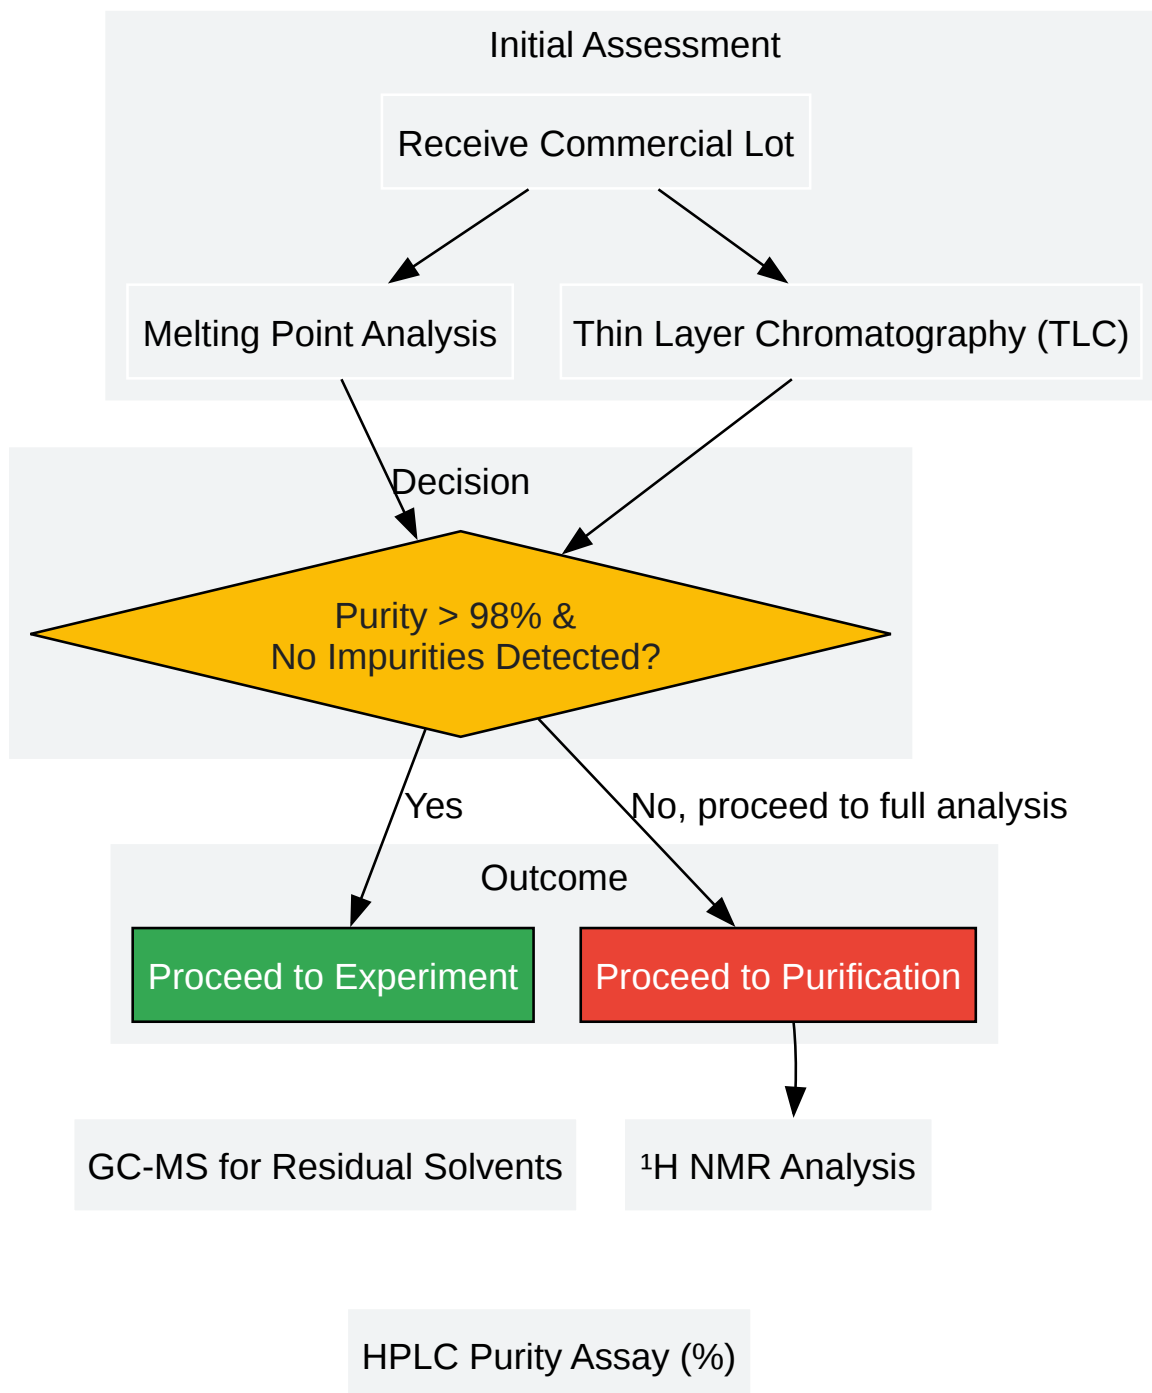 Initial Assessment
Receive Commercial Lot
Melting Point Analysis
Thin Layer Chromatography (TLC)
Decision
Purity > 98% &
No Impurities Detected?
Yes
No, proceed to full analysis
Outcome
Proceed to Experiment
Proceed to Purification
GC-MS for Residual Solvents
¹H NMR Analysis
HPLC Purity Assay (%)